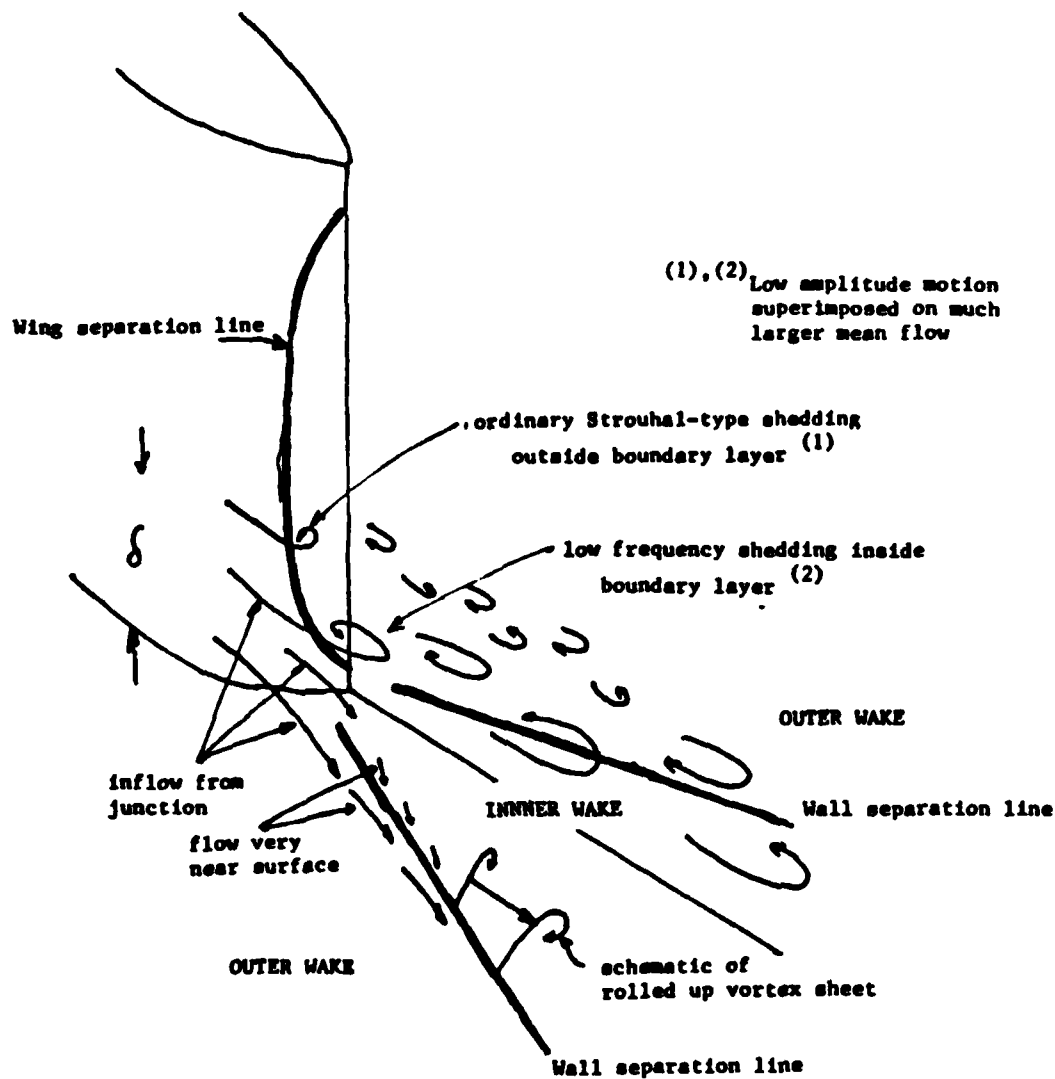 (1),(2)
Low amplitude motion
superimposed on much
larger mean flow
Wing separation line
ordinary Strouhal-type shedding
outside boundary layer (1)
δ
low frequency shedding inside
boundary layer (2)
OUTER WAKE
inflow from
junction
INNNER WAKE
Wall separation line
flow very
near surface
OUTER WAKE
schematic of
rolled up vortex sheet
Wall separation line